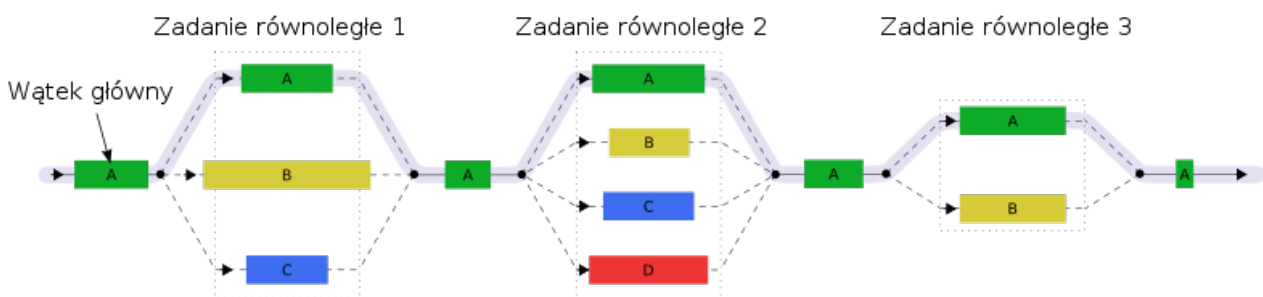 Zadanie równoległe 1
Zadanie równoległe 2
Zadanie równoległe 3
Wątek główny
A
A
A
B
B
A
B
A
A
A
C
B
C
D